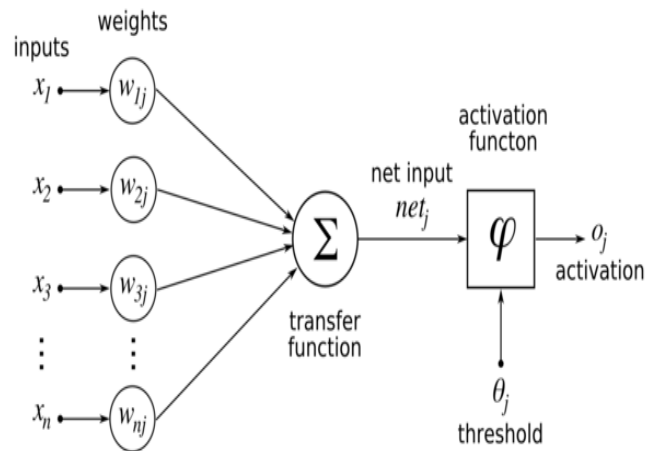 weights
inputs
x₁
w₁ⱼ
activation
functon
x₂
w₂ⱼ
net input
netⱼ
Σ
φ
oⱼ
activation
x₃
w₃ⱼ
transfer
function
⋮
⋮
xₙ
wₙⱼ
θⱼ
threshold